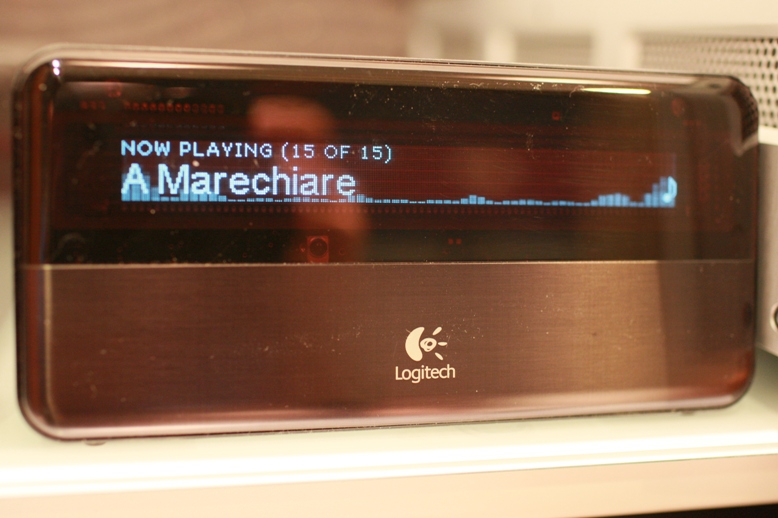 NOW PLAYING (15 OF 15)
A Marechiare
Logitech